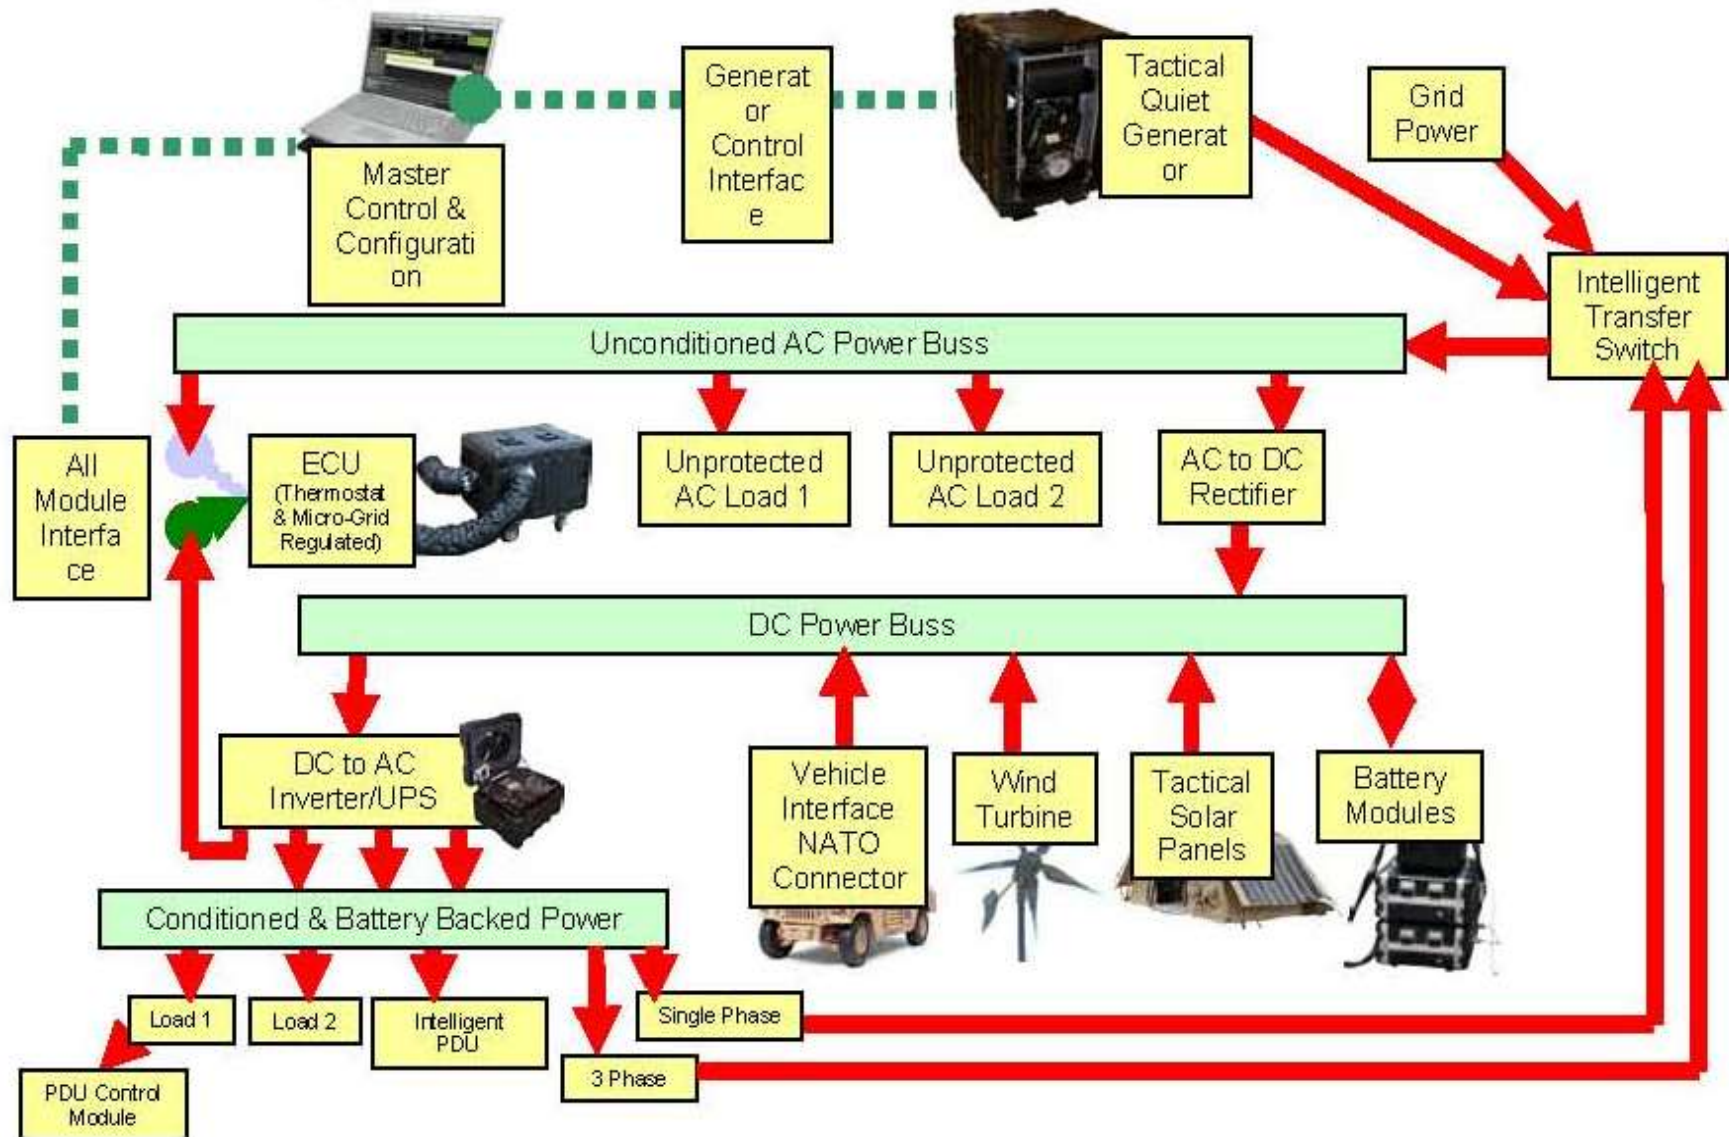 Generat
or
Control
Interfac
e
Tactical
Quiet
Generat
or
Grid
Power
Master
Control &
Configurati
on
Intelligent
Transfer
Switch
Unconditioned AC Power Buss
All
Module
Interfa
ce
ECU
(Thermostat
& Micro-Grid
Regulated)
Unprotected
AC Load 1
Unprotected
AC Load 2
AC to DC
Rectifier
DC Power Buss
DC to AC
Inverter/UPS
Vehicle
Interface
NATO
Connector
Wind
Turbine
Tactical
Solar
Panels
Battery
Modules
Conditioned & Battery Backed Power
Load 1
Load 2
Intelligent
PDU
Single Phase
3 Phase
PDU Control
Module